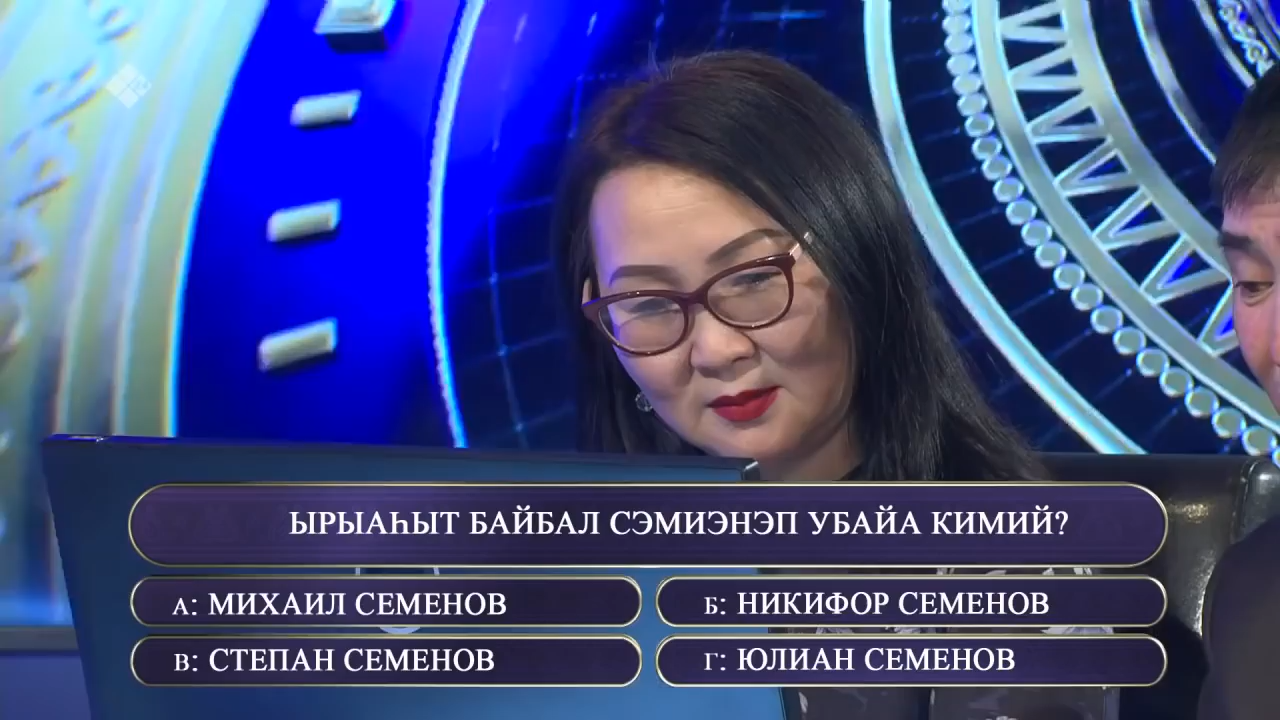 ЫРЫАҺЫТ БАЙБАЛ СЭМИЭНЭП УБАЙА КИМИЙ?
А: МИХАИЛ СЕМЕНОВ
Б: НИКИФОР СЕМЕНОВ
В: СТЕПАН СЕМЕНОВ
Г: ЮЛИАН СЕМЕНОВ